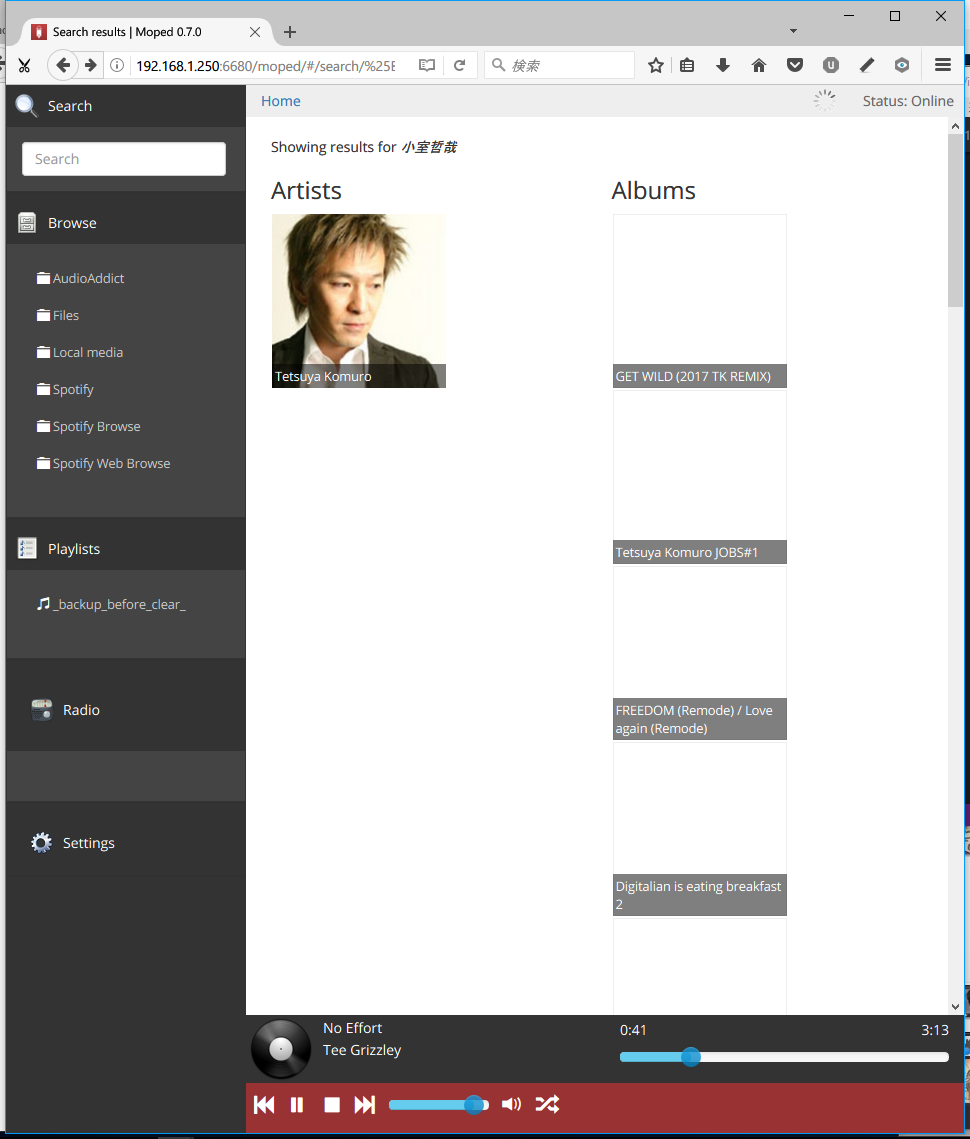 Search results | Moped 0.7.0
192.168.1.250:6680/moped/#/search/%25E
検索
Search
Home
Status: Online
Search
Showing results for 小室哲哉
Browse
AudioAddict
Files
Local media
Spotify
Spotify Browse
Spotify Web Browse
Playlists
_backup_before_clear_
Radio
Settings
Artists
Tetsuya Komuro
Albums
GET WILD (2017 TK REMIX)
Tetsuya Komuro JOBS#1
FREEDOM (Remode) / Love
again (Remode)
Digitalian is eating breakfast
2
No Effort
Tee Grizzley
0:41
3:13